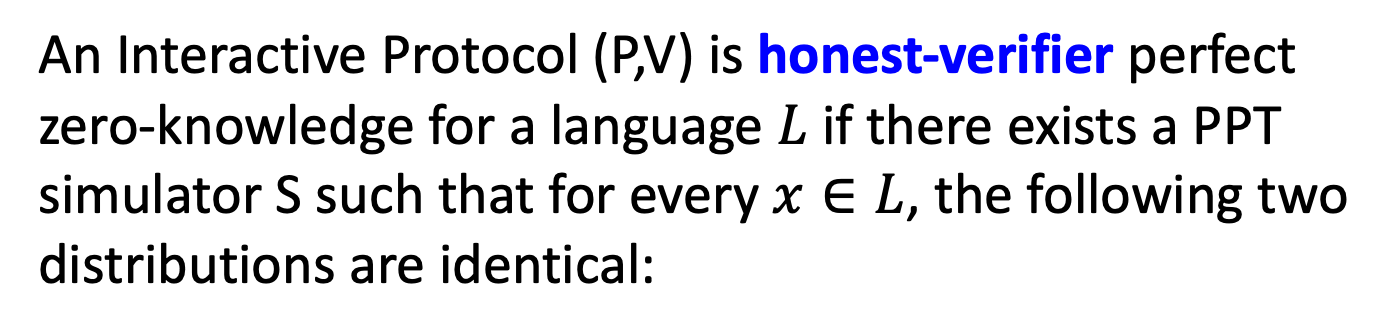 An Interactive Protocol (P,V) is honest-verifier perfect
zero-knowledge for a language L if there exists a PPT
simulator S such that for every x ∈ L, the following two
distributions are identical: